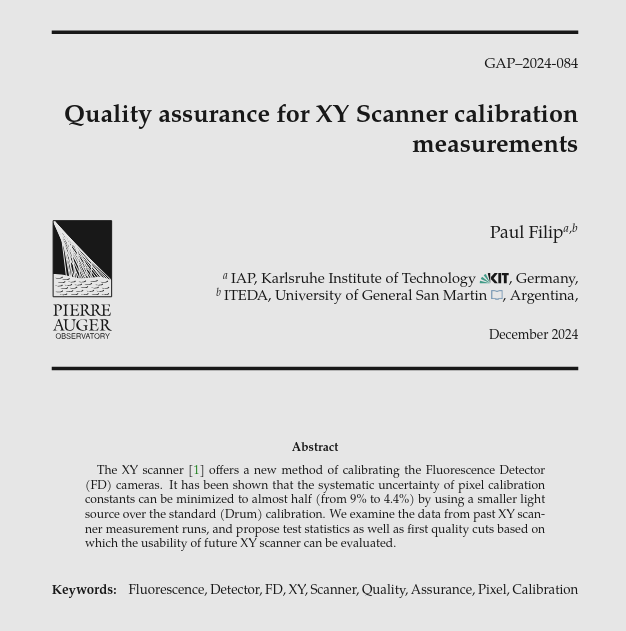 GAP–2024-084
Quality assurance for XY Scanner calibration
measurements
Paul Filip^a,b
^a IAP, Karlsruhe Institute of Technology KIT, Germany,
^b ITEDA, University of General San Martin , Argentina,
PIERRE
AUGER
OBSERVATORY
December 2024
Abstract
The XY scanner [1] offers a new method of calibrating the Fluorescence Detector
(FD) cameras. It has been shown that the systematic uncertainty of pixel calibration
constants can be minimized to almost half (from 9% to 4.4%) by using a smaller light
source over the standard (Drum) calibration. We examine the data from past XY scan-
ner measurement runs, and propose test statistics as well as first quality cuts based on
which the usability of future XY scanner can be evaluated.
Keywords: Fluorescence, Detector, FD, XY, Scanner, Quality, Assurance, Pixel, Calibration